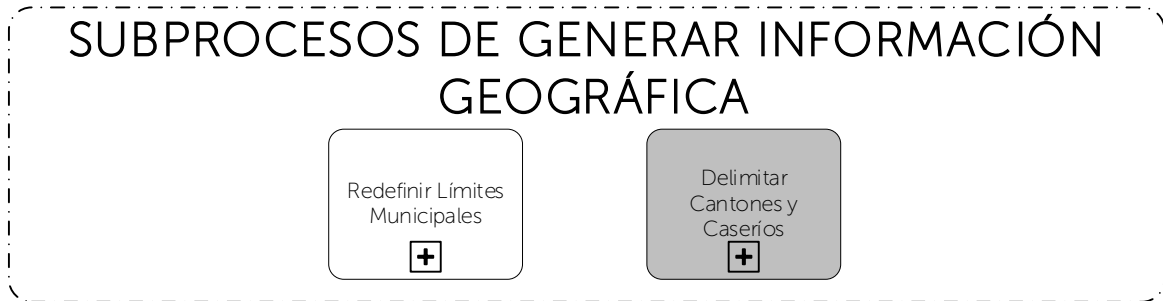 SUBPROCESOS DE GENERAR INFORMACIÓN
GEOGRÁFICA
Redefinir Límites
Municipales
Delimitar
Cantones y
Caseríos